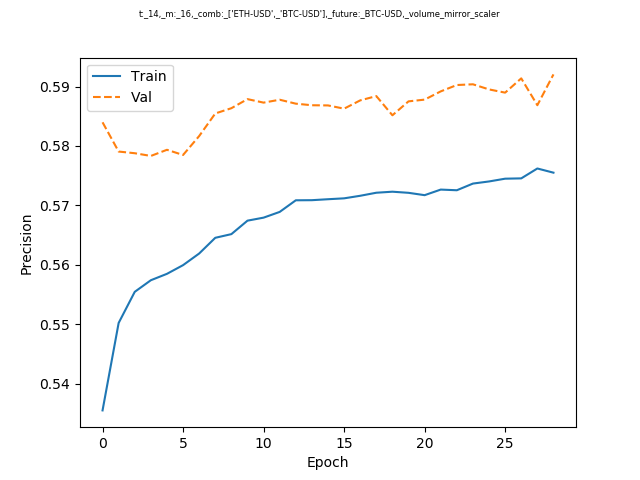 t:_14,_m:_16,_comb:_['ETH-USD',_'BTC-USD'],_future:_BTC-USD,_volume_mirror_scaler
Train
Val
Precision
0.59
0.58
0.57
0.56
0.55
0.54
0 5 10 15 20 25
Epoch